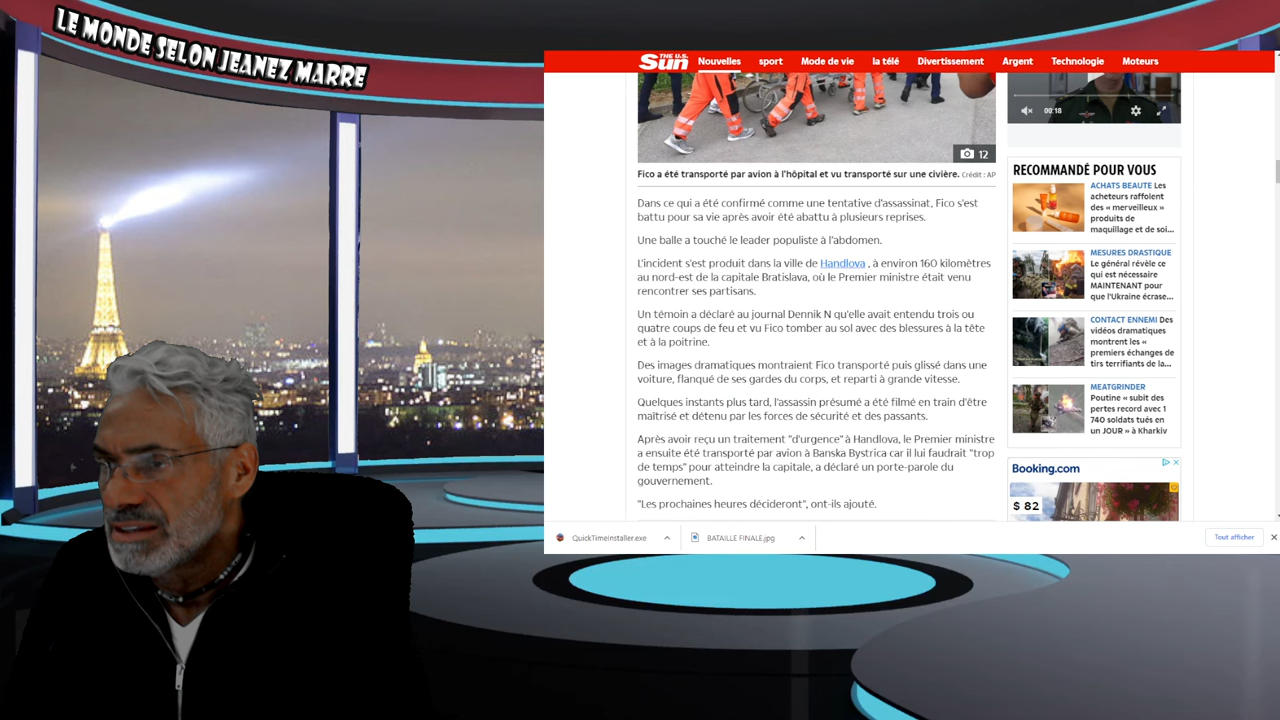 LE MONDE SELON JEANEZ MARRE
THE U.S. Sun
Nouvelles
sport
Mode de vie
la télé
Divertissement
Argent
Technologie
Moteurs
12
Fico a été transporté par avion à l'hôpital et vu transporté sur une civière. Crédit : AP
Dans ce qui a été confirmé comme une tentative d'assassinat, Fico s'est
battu pour sa vie après avoir été abattu à plusieurs reprises.
Une balle a touché le leader populiste à l'abdomen.
L'incident s'est produit dans la ville de Handlova , à environ 160 kilomètres
au nord-est de la capitale Bratislava, où le Premier ministre était venu
rencontrer ses partisans.
Un témoin a déclaré au journal Dennik N qu'elle avait entendu trois ou
quatre coups de feu et vu Fico tomber au sol avec des blessures à la tête
et à la poitrine.
Des images dramatiques montraient Fico transporté puis glissé dans une
voiture, flanqué de ses gardes du corps, et reparti à grande vitesse.
Quelques instants plus tard, l'assassin présumé a été filmé en train d'être
maîtrisé et détenu par les forces de sécurité et des passants.
Après avoir reçu un traitement "d'urgence" à Handlova, le Premier ministre
a ensuite été transporté par avion à Banska Bystrica car il lui faudrait "trop
de temps" pour atteindre la capitale, a déclaré un porte-parole du
gouvernement.
"Les prochaines heures décideront", ont-ils ajouté.
00:18
RECOMMANDÉ POUR VOUS
ACHATS BEAUTE Les
acheteurs raffolent
des « merveilleux »
produits de
maquillage et de soi...
MESURES DRASTIQUE
Le général révèle ce
qui est nécessaire
MAINTENANT pour
que l'Ukraine écrase...
CONTACT ENNEMI Des
vidéos dramatiques
montrent les «
premiers échanges de
tirs terrifiants de la...
MEATGRINDER
Poutine « subit des
pertes record avec 1
740 soldats tués en
un JOUR » à Kharkiv
Booking.com
$ 82
QuickTimeInstaller.exe
BATAILLE FINALE.jpg
Tout afficher